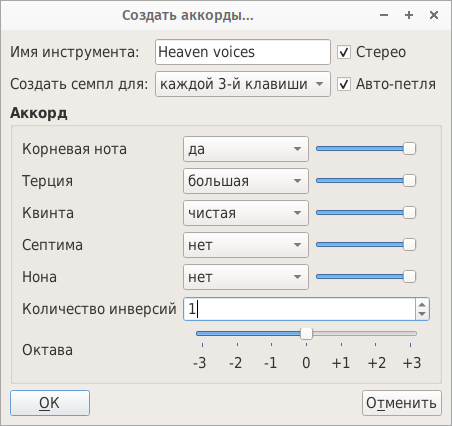 Создать аккорды...
Имя инструмента: Heaven voices Стерео
Создать семпл для: каждой 3-й клавиши Авто-петля
Аккорд
Корневая нота да
Терция большая
Квинта чистая
Септима нет
Нона нет
Количество инверсий 1
Октава
-3 -2 -1 0 +1 +2 +3
OK Отменить